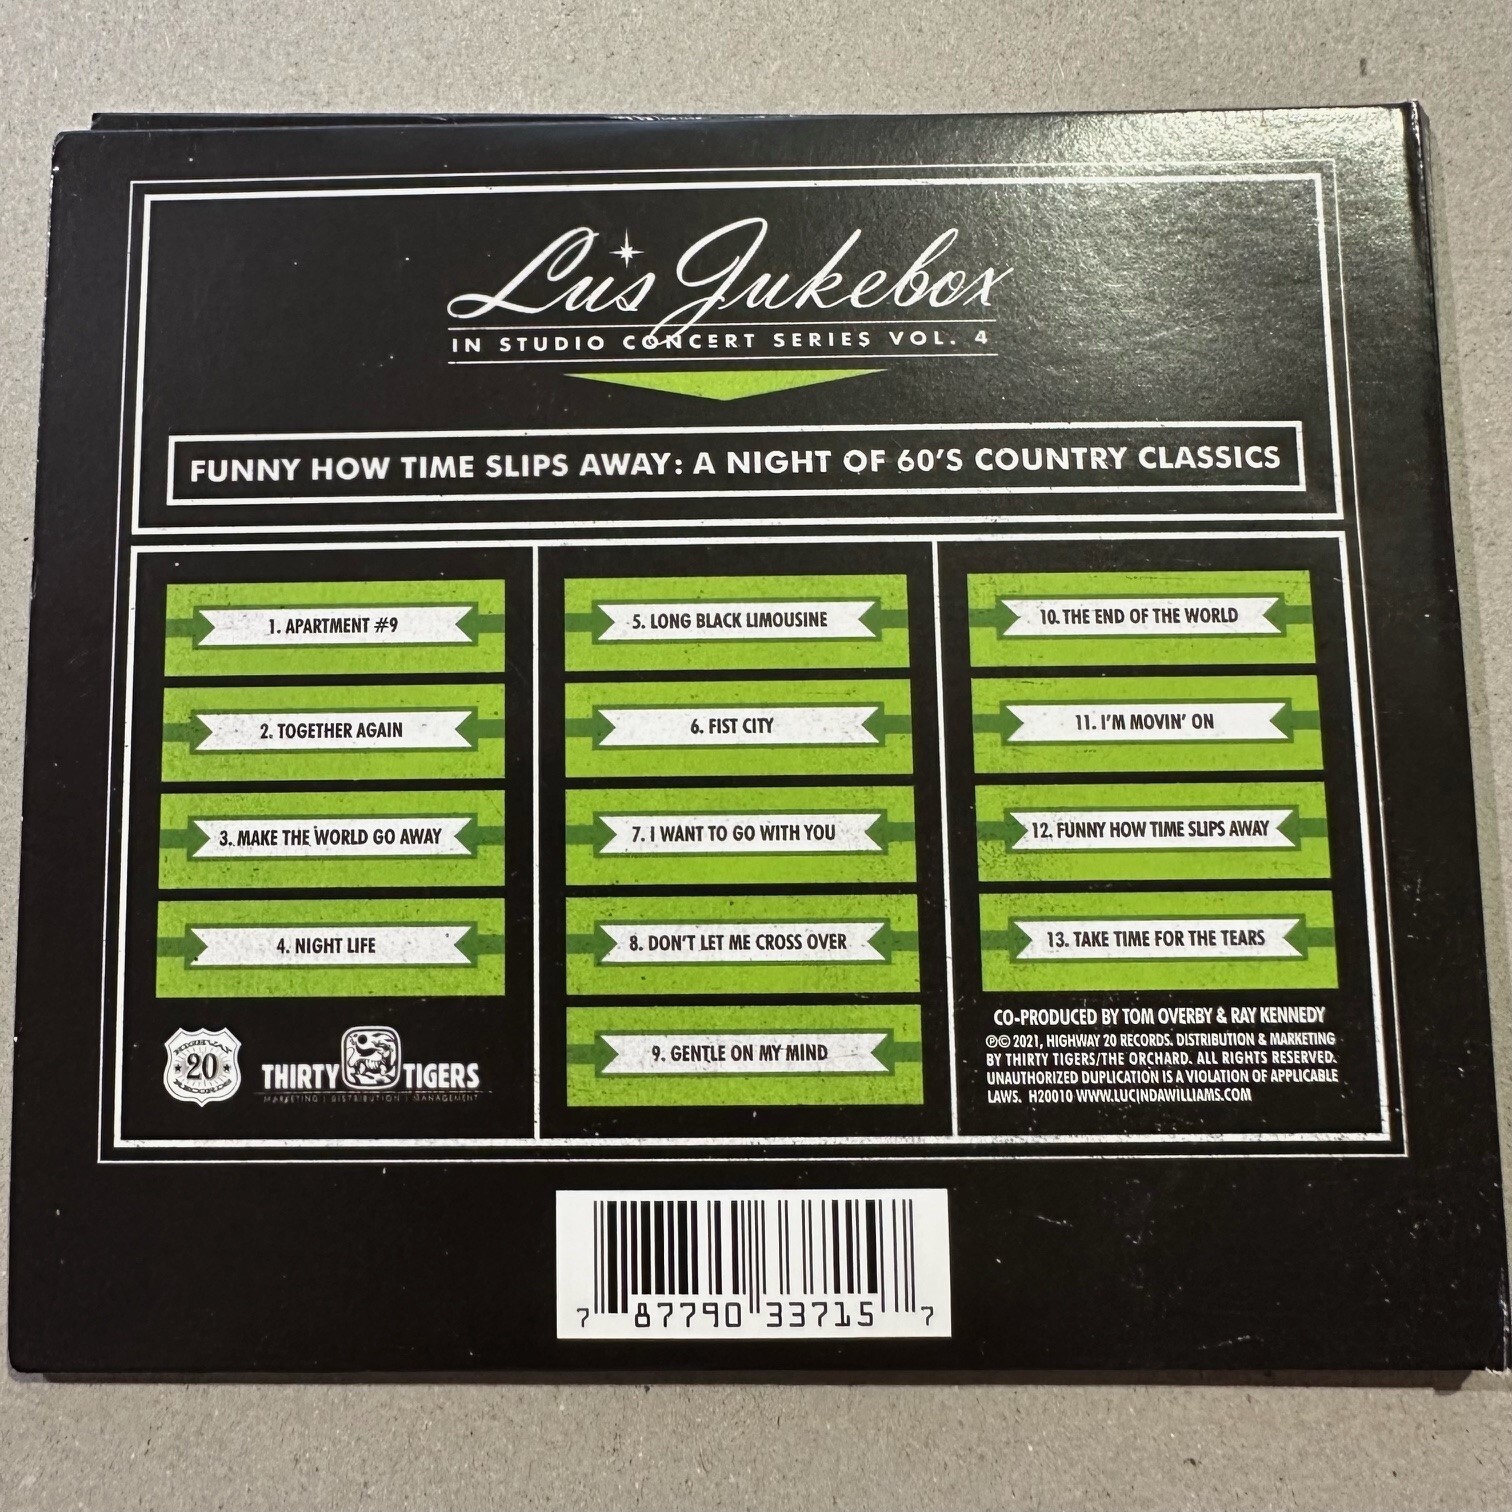 Lu's Jukebox
IN STUDIO CONCERT SERIES VOL. 4
FUNNY HOW TIME SLIPS AWAY: A NIGHT OF 60'S COUNTRY CLASSICS
1. APARTMENT #9
2. TOGETHER AGAIN
3. MAKE THE WORLD GO AWAY
4. NIGHT LIFE
HIGHWAY
20
RECORDS
THIRTY TIGERS
MARKETING | DISTRIBUTION | MANAGEMENT
5. LONG BLACK LIMOUSINE
6. FIST CITY
7. I WANT TO GO WITH YOU
8. DON'T LET ME CROSS OVER
9. GENTLE ON MY MIND
10. THE END OF THE WORLD
11. I'M MOVIN' ON
12. FUNNY HOW TIME SLIPS AWAY
13. TAKE TIME FOR THE TEARS
CO-PRODUCED BY TOM OVERBY & RAY KENNEDY
℗© 2021, HIGHWAY 20 RECORDS. DISTRIBUTION & MARKETING
BY THIRTY TIGERS/THE ORCHARD. ALL RIGHTS RESERVED.
UNAUTHORIZED DUPLICATION IS A VIOLATION OF APPLICABLE
LAWS. H20010 WWW.LUCINDAWILLIAMS.COM
7 87790 33715 7